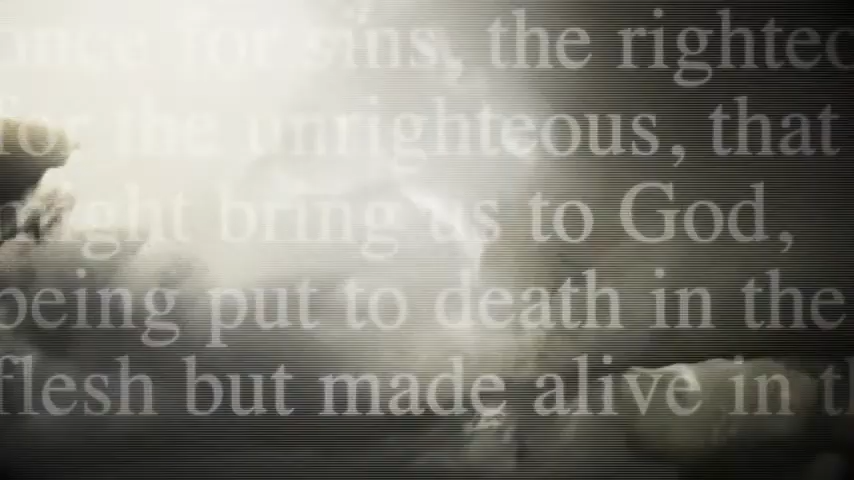 once for sins, the righteo
for the unrighteous, that
might bring us to God,
being put to death in the
flesh but made alive in th